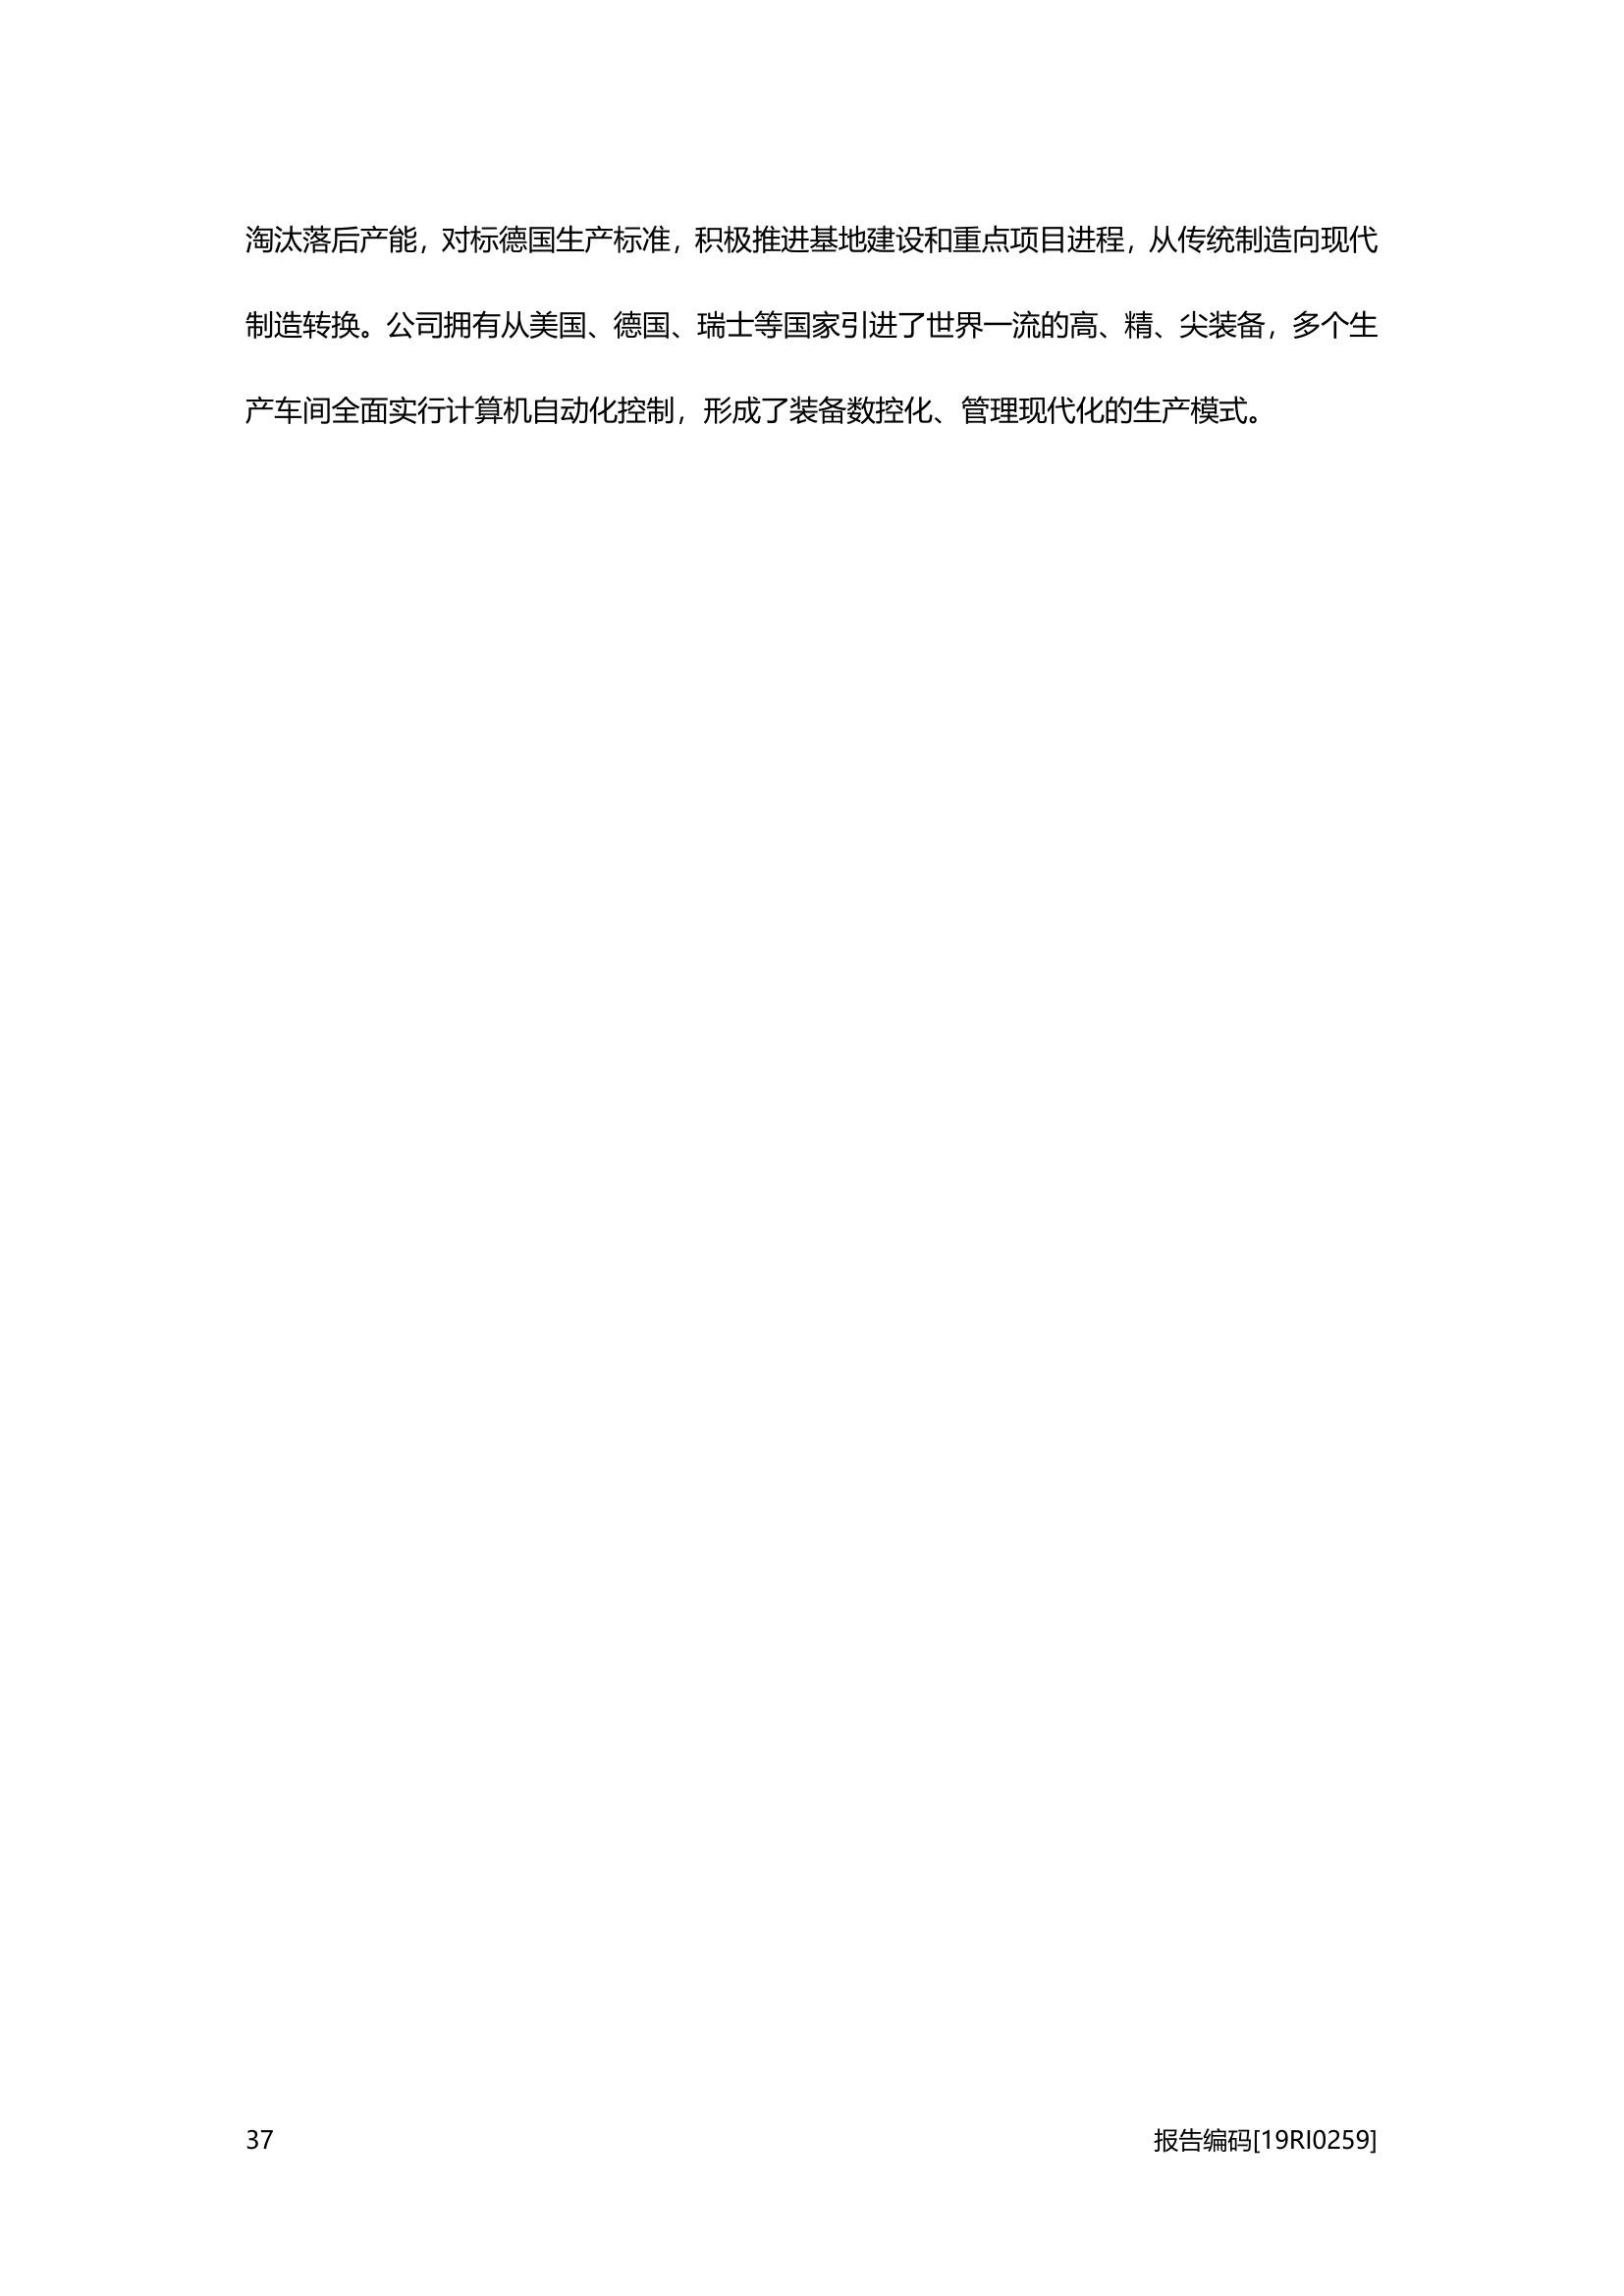 淘汰落后产能，对标德国生产标准，积极推进基地建设和重点项目进程，从传统制造向现代
制造转换。公司拥有从美国、德国、瑞士等国家引进了世界一流的高、精、尖装备，多个生
产车间全面实行计算机自动化控制，形成了装备数控化、管理现代化的生产模式。
37
报告编码[19RI0259]